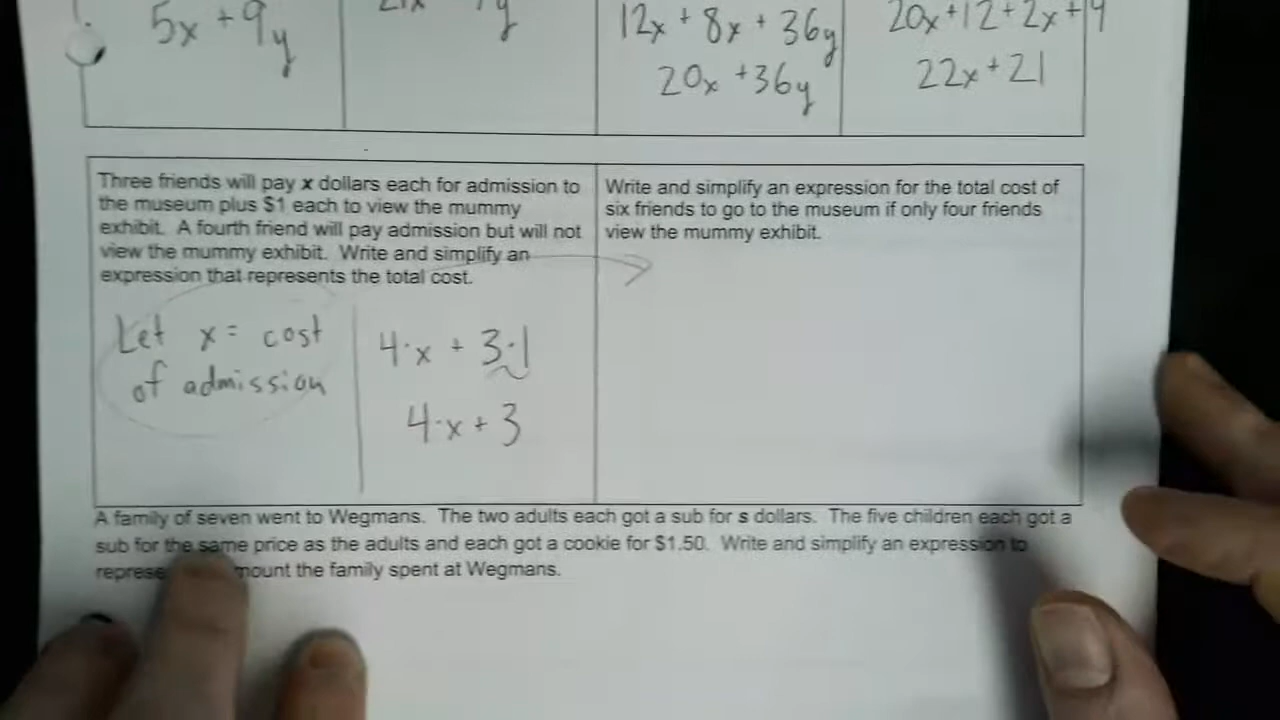 5x + 9y
12x + 8x + 36y
20x + 36y
22x + 21
Three friends will pay x dollars each for admission to
the museum plus $1 each to view the mummy
exhibit. A fourth friend will pay admission but will not
view the mummy exhibit. Write and simplify an
expression that represents the total cost.
Let x = cost
of admission
4·x + 3·1
4·x + 3
Write and simplify an expression for the total cost of
six friends to go to the museum if only four friends
view the mummy exhibit.
A family of seven went to Wegmans. The two adults each got a sub for s dollars. The five children each got a
sub for the same price as the adults and each got a cookie for $1.50. Write and simplify an expression to
the family spent at Wegmans.